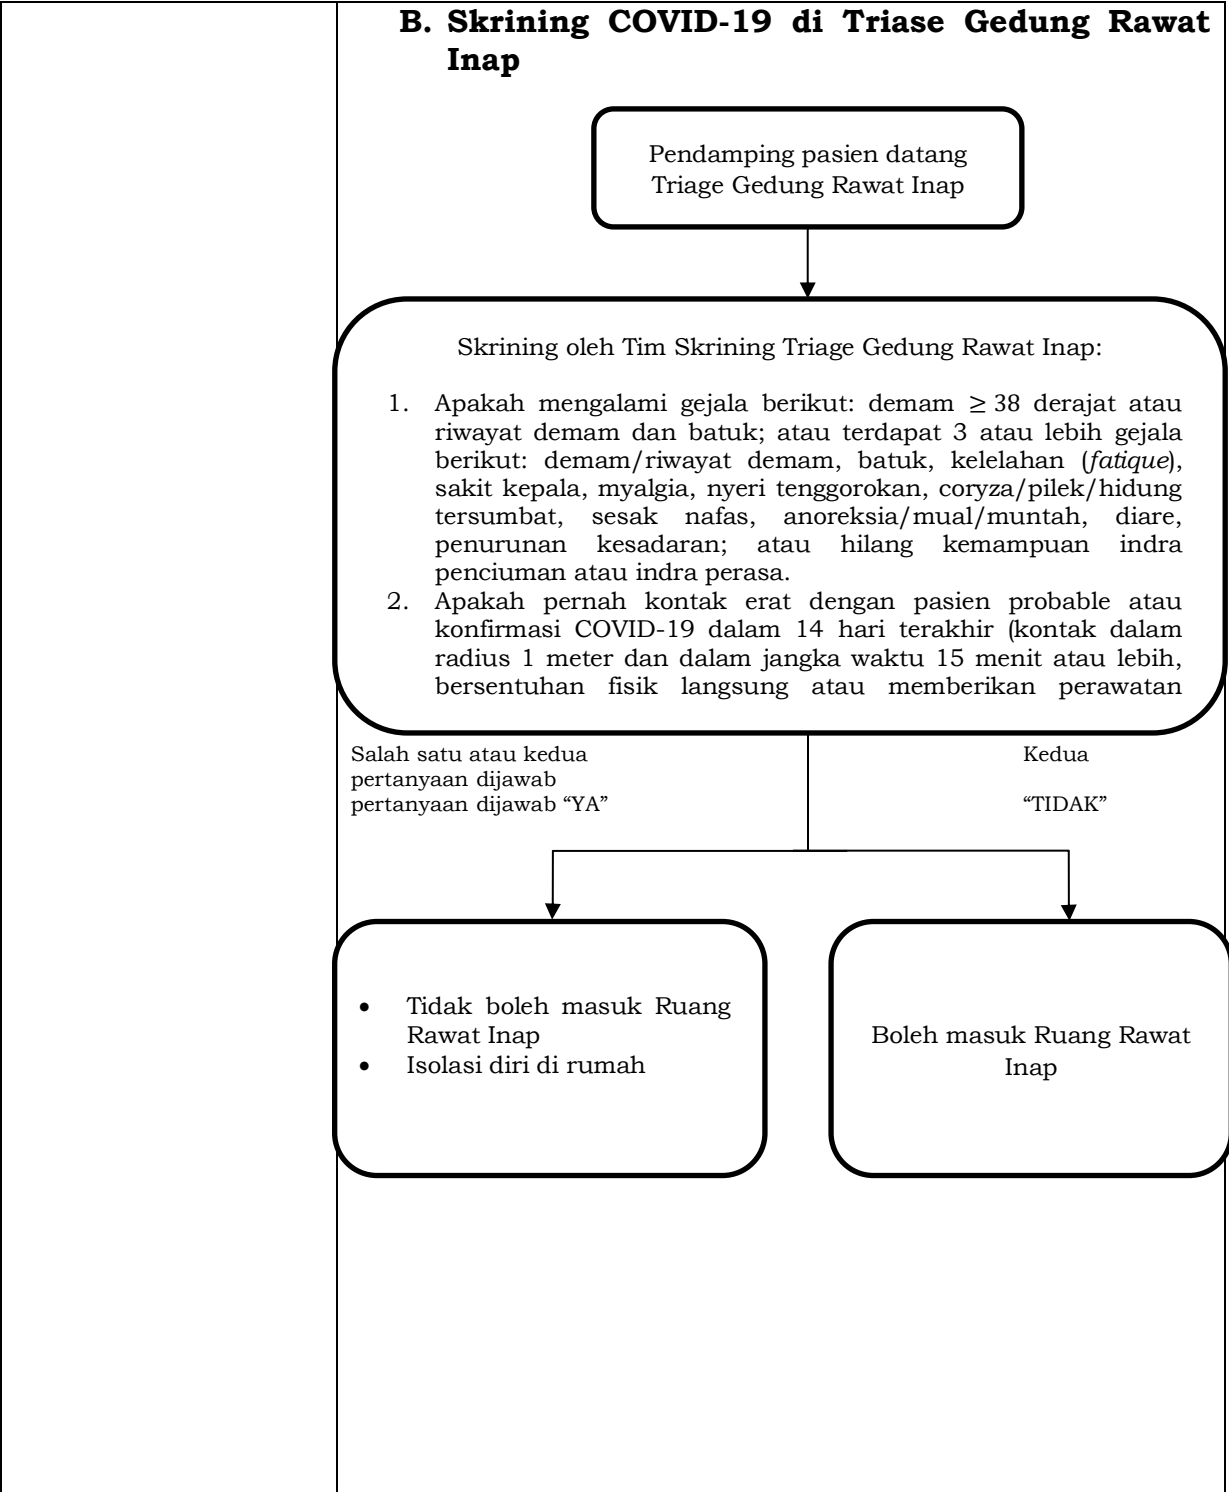 B. Skrining COVID-19 di Triase Gedung Rawat
Inap
Pendamping pasien datang
Triage Gedung Rawat Inap
Skrining oleh Tim Skrining Triage Gedung Rawat Inap:
1. Apakah mengalami gejala berikut: demam ≥ 38 derajat atau
riwayat demam dan batuk; atau terdapat 3 atau lebih gejala
berikut: demam/riwayat demam, batuk, kelelahan (fatique),
sakit kepala, myalgia, nyeri tenggorokan, coryza/pilek/hidung
tersumbat, sesak nafas, anoreksia/mual/muntah, diare,
penurunan kesadaran; atau hilang kemampuan indra
penciuman atau indra perasa.
2. Apakah pernah kontak erat dengan pasien probable atau
konfirmasi COVID-19 dalam 14 hari terakhir (kontak dalam
radius 1 meter dan dalam jangka waktu 15 menit atau lebih,
bersentuhan fisik langsung atau memberikan perawatan
Salah satu atau kedua
pertanyaan dijawab
pertanyaan dijawab “YA”
Kedua
“TIDAK”
• Tidak boleh masuk Ruang
Rawat Inap
• Isolasi diri di rumah
Boleh masuk Ruang Rawat
Inap